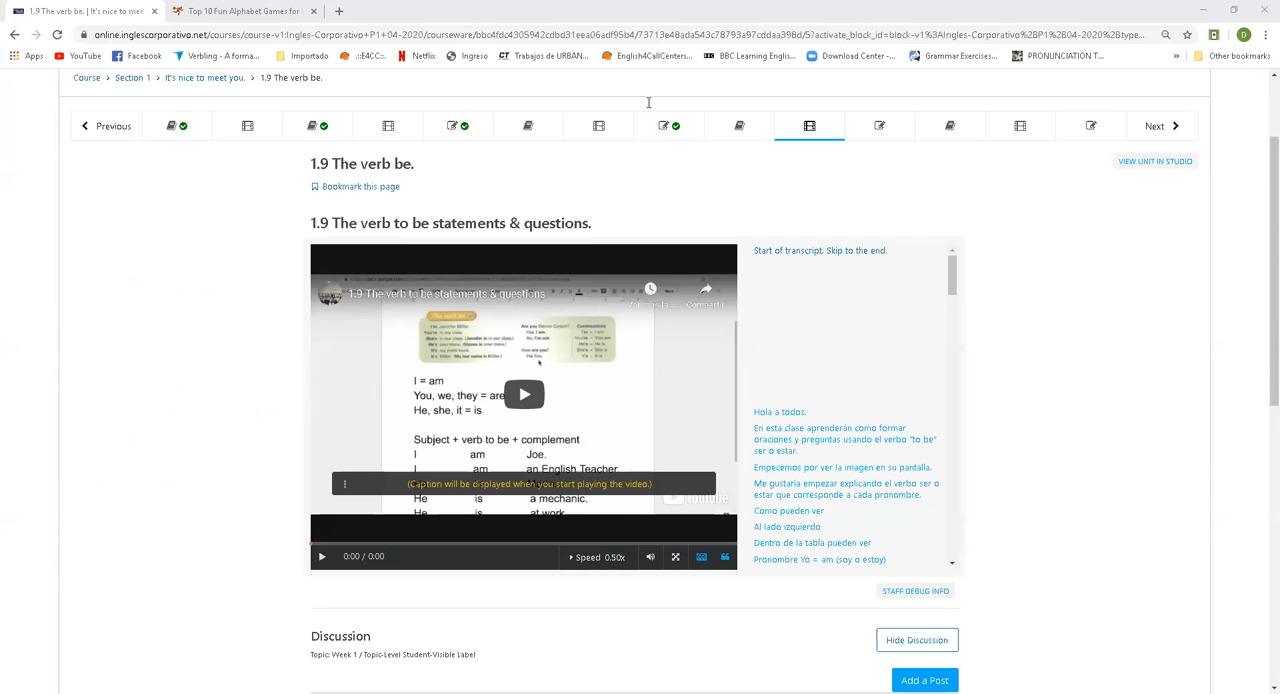 1.9 The verb be. | It's nice to meet
Top 10 Fun Alphabet Games for
online.inglescorporativo.net/courses/course-v1:Ingles-Corporativo+P1+04-2020/courseware/bbc4fdc4305942cdbd31eea06adf95b4/73713e48ada543c78793a97cddaa398d/5?activate_block_id=block-v1%3AIngles-Corporativo%2BP1%2B04-2020%2Btype...
D
Apps YouTube Facebook Verbling - Artana... Importado .::E4CC::. Netflix Ingreso Trabajos de URBAN... English4CallCenters... BBC Learning Engli... Download Center -... Grammar Exercises... PRONUNCIATION T... » Other bookmarks
Course > Section 1 > It's nice to meet you. > 1.9 The verb be.
Previous
Next
1.9 The verb be.
VIEW UNIT IN STUDIO
Bookmark this page
1.9 The verb to be statements & questions.
1.9 The verb to be statements & questions
I = am
You, we, they = are
He, she, it = is
Subject + verb to be + complement
I am Joe.
I am an English Teacher
(Caption will be displayed when you start playing the video.)
He is a mechanic.
He is at work
YouTube
0:00 / 0:00
Speed 0.50x
Start of transcript. Skip to the end.
Hola a todos.
En esta clase aprenderán como formar
oraciones y preguntas usando el verbo "to be"
ser o estar.
Empecemos por ver la imagen en su pantalla.
Me gustaría empezar explicando el verbo ser o
estar que corresponde a cada pronombre.
Como pueden ver
Al lado izquierdo
Dentro de la tabla pueden ver
Pronombre Yo = am (soy o estoy)
STAFF DEBUG INFO
Discussion
Hide Discussion
Topic: Week 1 / Topic-Level Student-Visible Label
Add a Post